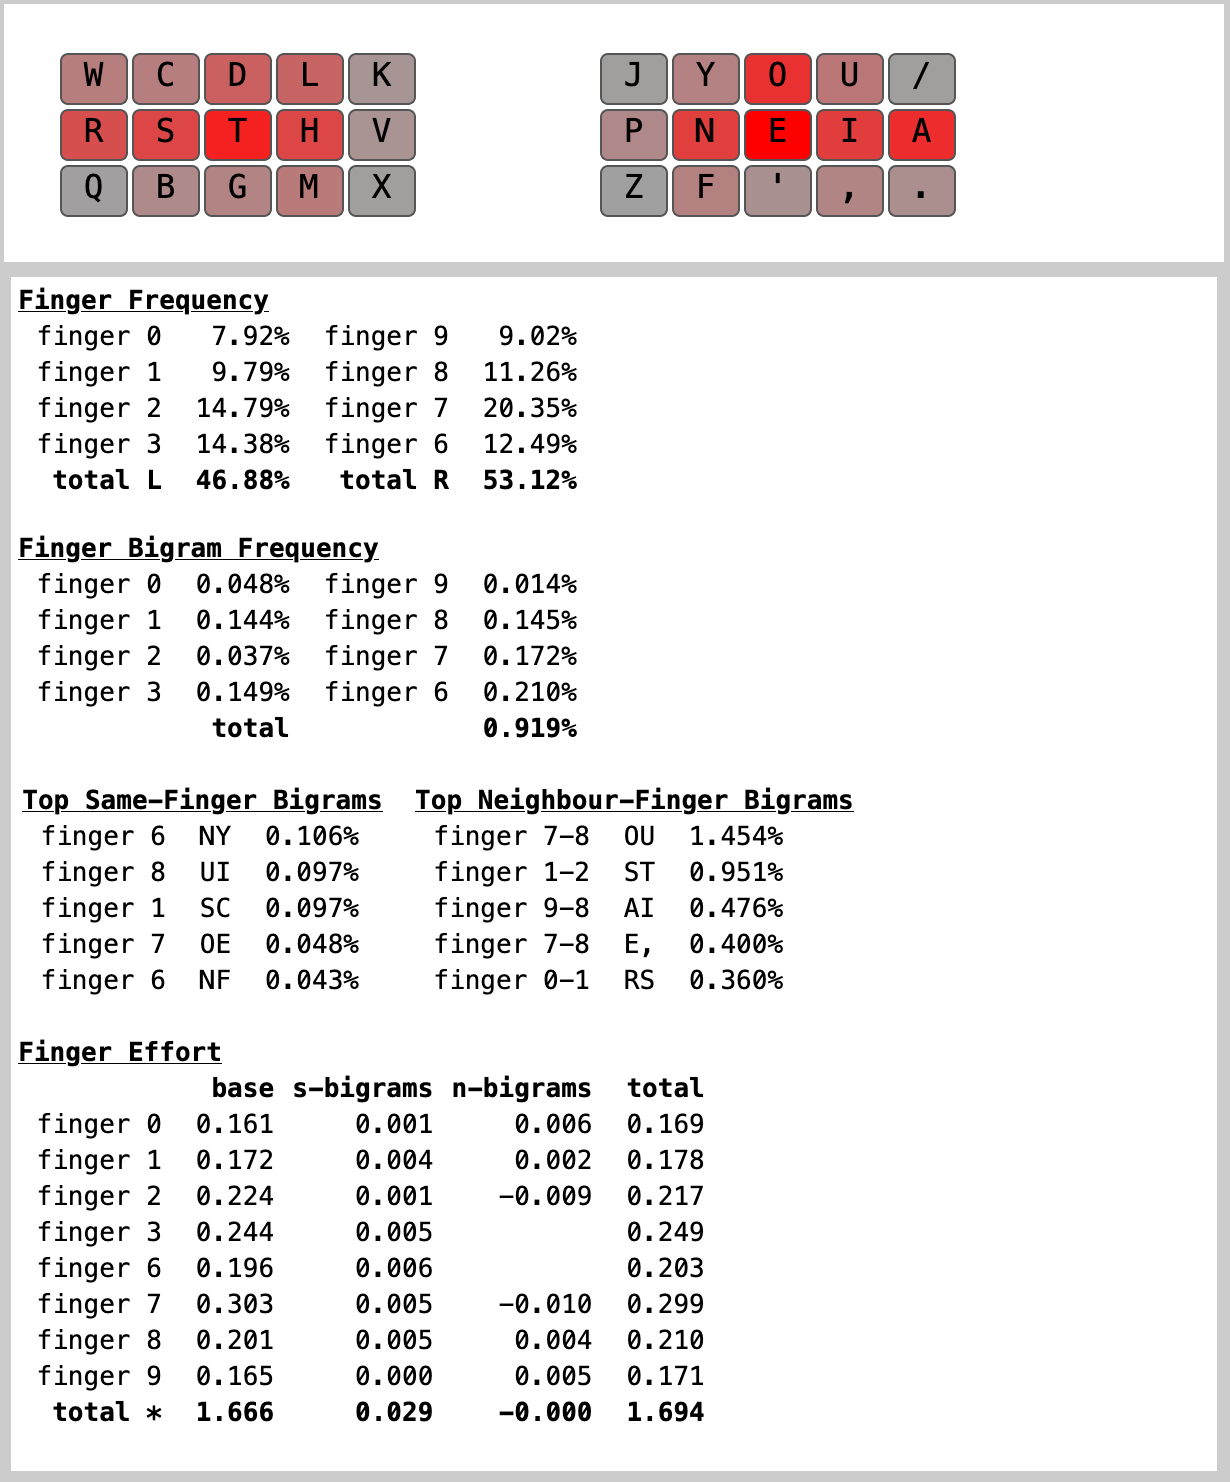 W C D L K J Y O U /
R S T H V P N E I A
Q B G M X Z F ' , .
Finger Frequency
finger 0 7.92% finger 9 9.02%
finger 1 9.79% finger 8 11.26%
finger 2 14.79% finger 7 20.35%
finger 3 14.38% finger 6 12.49%
total L 46.88% total R 53.12%
Finger Bigram Frequency
finger 0 0.048% finger 9 0.014%
finger 1 0.144% finger 8 0.145%
finger 2 0.037% finger 7 0.172%
finger 3 0.149% finger 6 0.210%
total 0.919%
Top Same-Finger Bigrams Top Neighbour-Finger Bigrams
finger 6 NY 0.106% finger 7-8 OU 1.454%
finger 8 UI 0.097% finger 1-2 ST 0.951%
finger 1 SC 0.097% finger 9-8 AI 0.476%
finger 7 OE 0.048% finger 7-8 E, 0.400%
finger 6 NF 0.043% finger 0-1 RS 0.360%
Finger Effort
base s-bigrams n-bigrams total
finger 0 0.161 0.001 0.006 0.169
finger 1 0.172 0.004 0.002 0.178
finger 2 0.224 0.001 -0.009 0.217
finger 3 0.244 0.005 0.249
finger 6 0.196 0.006 0.203
finger 7 0.303 0.005 -0.010 0.299
finger 8 0.201 0.005 0.004 0.210
finger 9 0.165 0.000 0.005 0.171
total * 1.666 0.029 -0.000 1.694